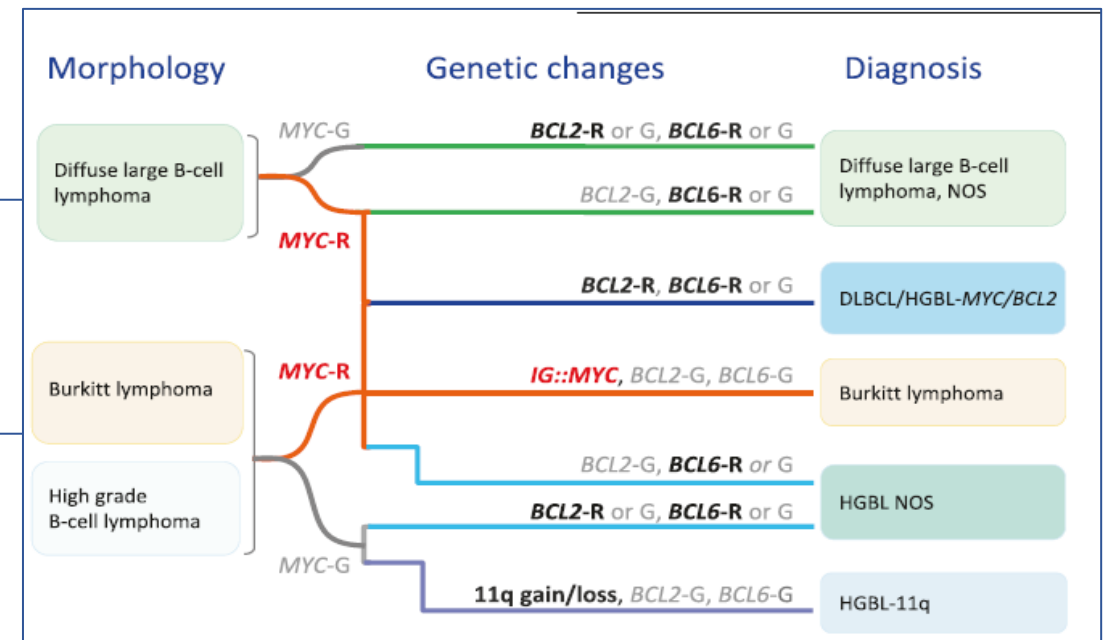 Morphology
Genetic changes
Diagnosis
Diffuse large B-cell
lymphoma
MYC-G
MYC-R
BCL2-R or G, BCL6-R or G
BCL2-G, BCL6-R or G
Diffuse large B-cell
lymphoma, NOS
BCL2-R, BCL6-R or G
DLBCL/HGBL-MYC/BCL2
Burkitt lymphoma
High grade
B-cell lymphoma
MYC-R
MYC-G
IG::MYC, BCL2-G, BCL6-G
Burkitt lymphoma
BCL2-G, BCL6-R or G
BCL2-R or G, BCL6-R or G
HGBL NOS
11q gain/loss, BCL2-G, BCL6-G
HGBL-11q